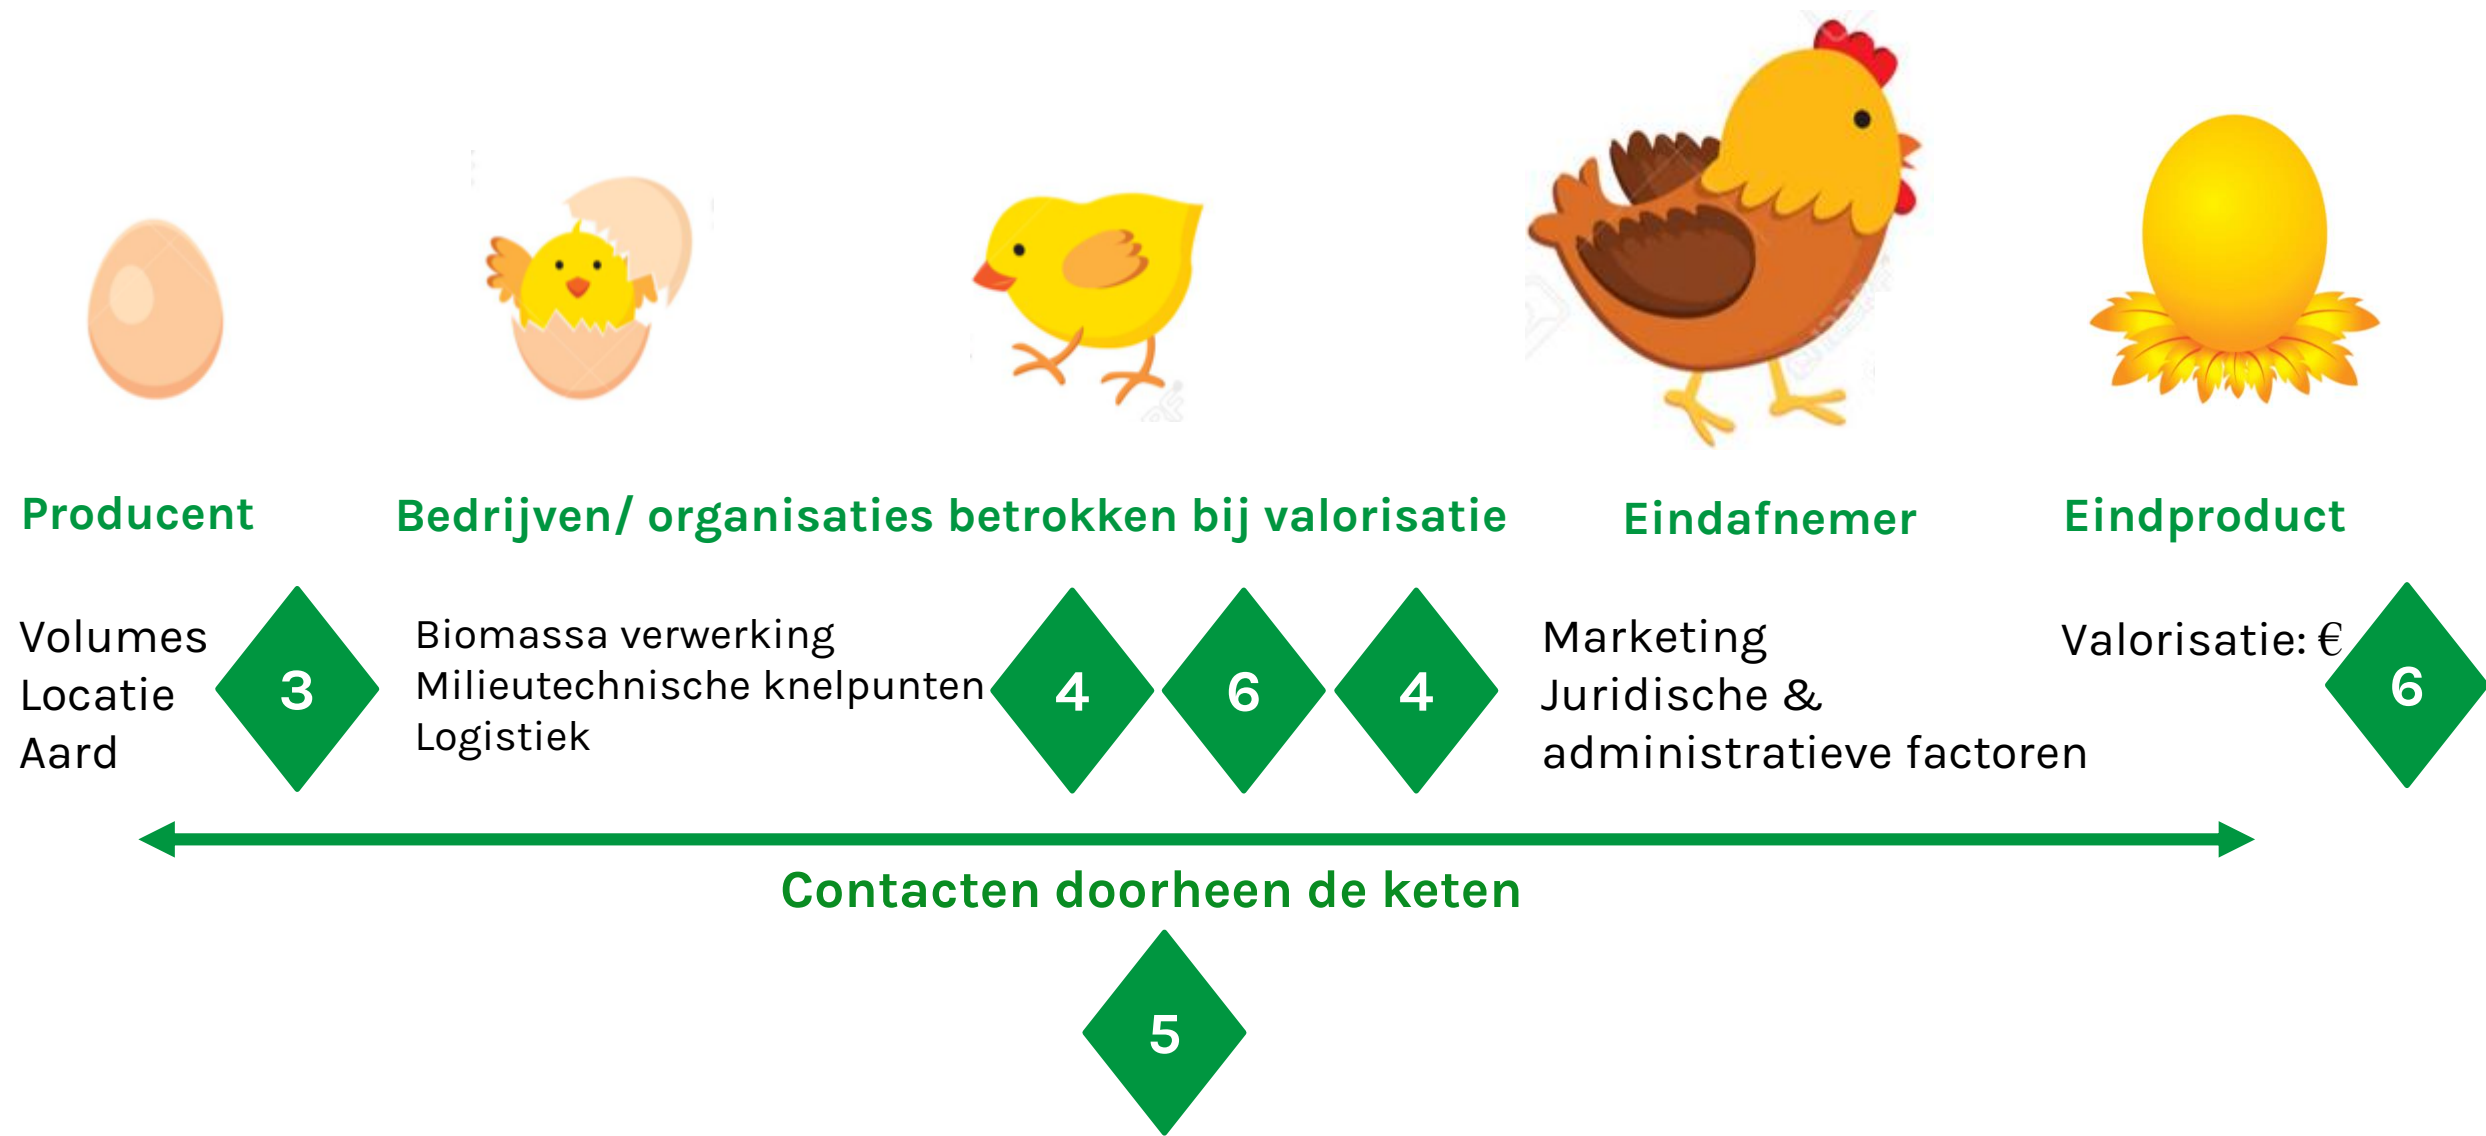 Producent
Bedrijven/ organisaties betrokken bij valorisatie
Eindafnemer
Eindproduct
Volumes
Locatie
Aard
3
Biomassa verwerking
Milieutechnische knelpunten
Logistiek
4
6
4
Marketing
Juridische &
administratieve factoren
Valorisatie: €
6
Contacten doorheen de keten
5